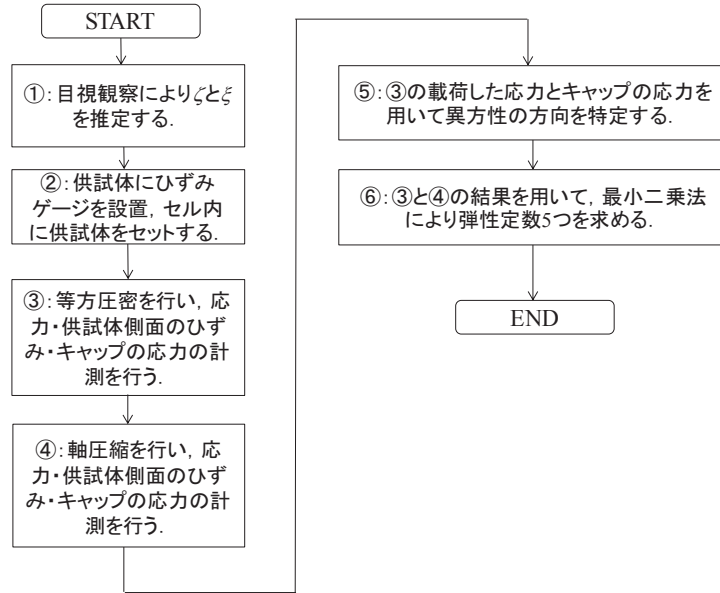 START
①:目視観察によりζとξ
を推定する.
②:供試体にひずみ
ゲージを設置，セル内
に供試体をセットする.
③:等方圧密を行い，応
力・供試体側面のひず
み・キャップの応力の計
測を行う.
④:軸圧縮を行い，応
力・供試体側面のひず
み・キャップの応力の計
測を行う.
⑤:③の載荷した応力とキャップの応力を
用いて異方性の方向を特定する.
⑥:③と④の結果を用いて，最小二乗法
により弾性定数5つを求める.
END